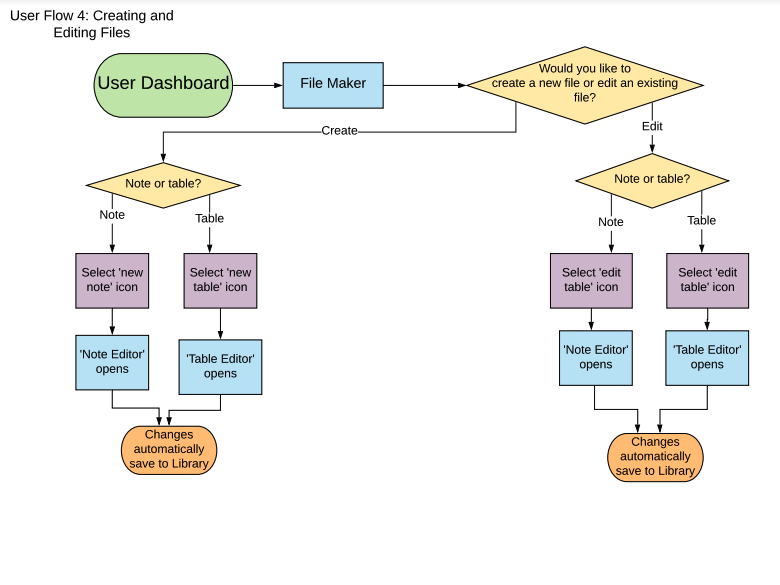 User Flow 4: Creating and
Editing Files
User Dashboard
File Maker
Would you like to
create a new file or edit an existing
file?
Create
Edit
Note or table?
Note or table?
Note
Table
Note
Table
Select 'new
note' icon
Select 'new
table' icon
Select 'edit
table' icon
Select 'edit
table' icon
'Note Editor'
opens
'Table Editor'
opens
'Note Editor'
opens
'Table Editor'
opens
Changes
automatically
save to Library
Changes
automatically
save to Library